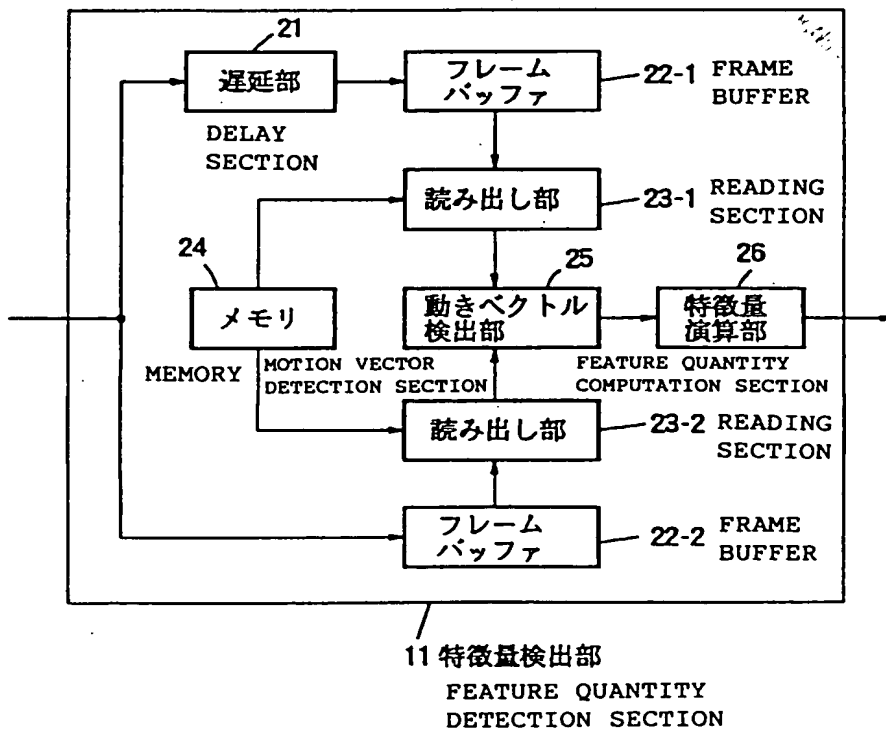 21
遅延部
DELAY
SECTION
フレーム
バッファ
22-1 FRAME
BUFFER
読み出し部
23-1 READING
SECTION
24
メモリ
MEMORY
25
動きベクトル
検出部
MOTION VECTOR
DETECTION SECTION
26
特徴量
演算部
FEATURE QUANTITY
COMPUTATION SECTION
読み出し部
23-2 READING
SECTION
フレーム
バッファ
22-2 FRAME
BUFFER
11 特徴量検出部
FEATURE QUANTITY
DETECTION SECTION